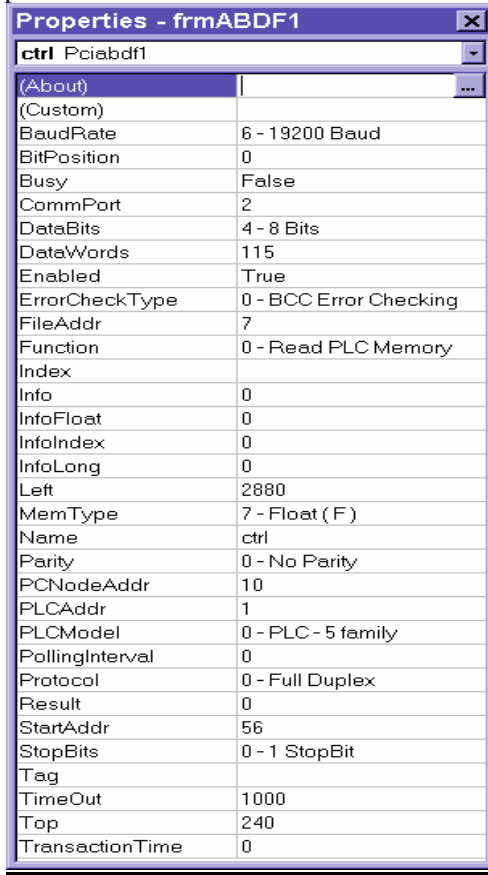 Properties - frmABDF1
ctrl Pciabdf1
(About) ...
(Custom)
BaudRate 6 - 19200 Baud
BitPosition 0
Busy False
CommPort 2
DataBits 4 - 8 Bits
DataWords 115
Enabled True
ErrorCheckType 0 - BCC Error Checking
FileAddr 7
Function 0 - Read PLC Memory
Index
Info 0
InfoFloat 0
InfoIndex 0
InfoLong 0
Left 2880
MemType 7 - Float ( F )
Name ctrl
Parity 0 - No Parity
PCNodeAddr 10
PLCAddr 1
PLCModel 0 - PLC - 5 family
PollingInterval 0
Protocol 0 - Full Duplex
Result 0
StartAddr 56
StopBits 0 - 1 StopBit
Tag
TimeOut 1000
Top 240
TransactionTime 0